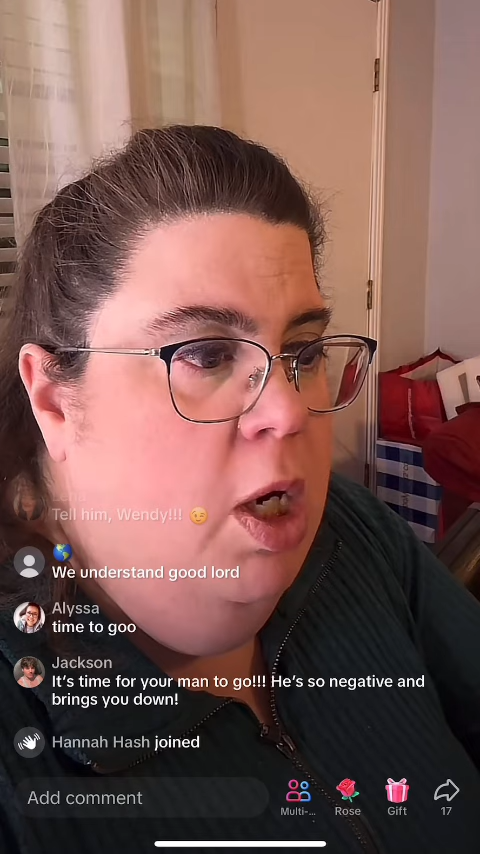 Lena
Tell him, Wendy!!! 😉
🌎
We understand good lord
Alyssa
time to goo
Jackson
It's time for your man to go!!! He's so negative and
brings you down!
Hannah Hash joined
Add comment
Multi-...
Rose
Gift
17